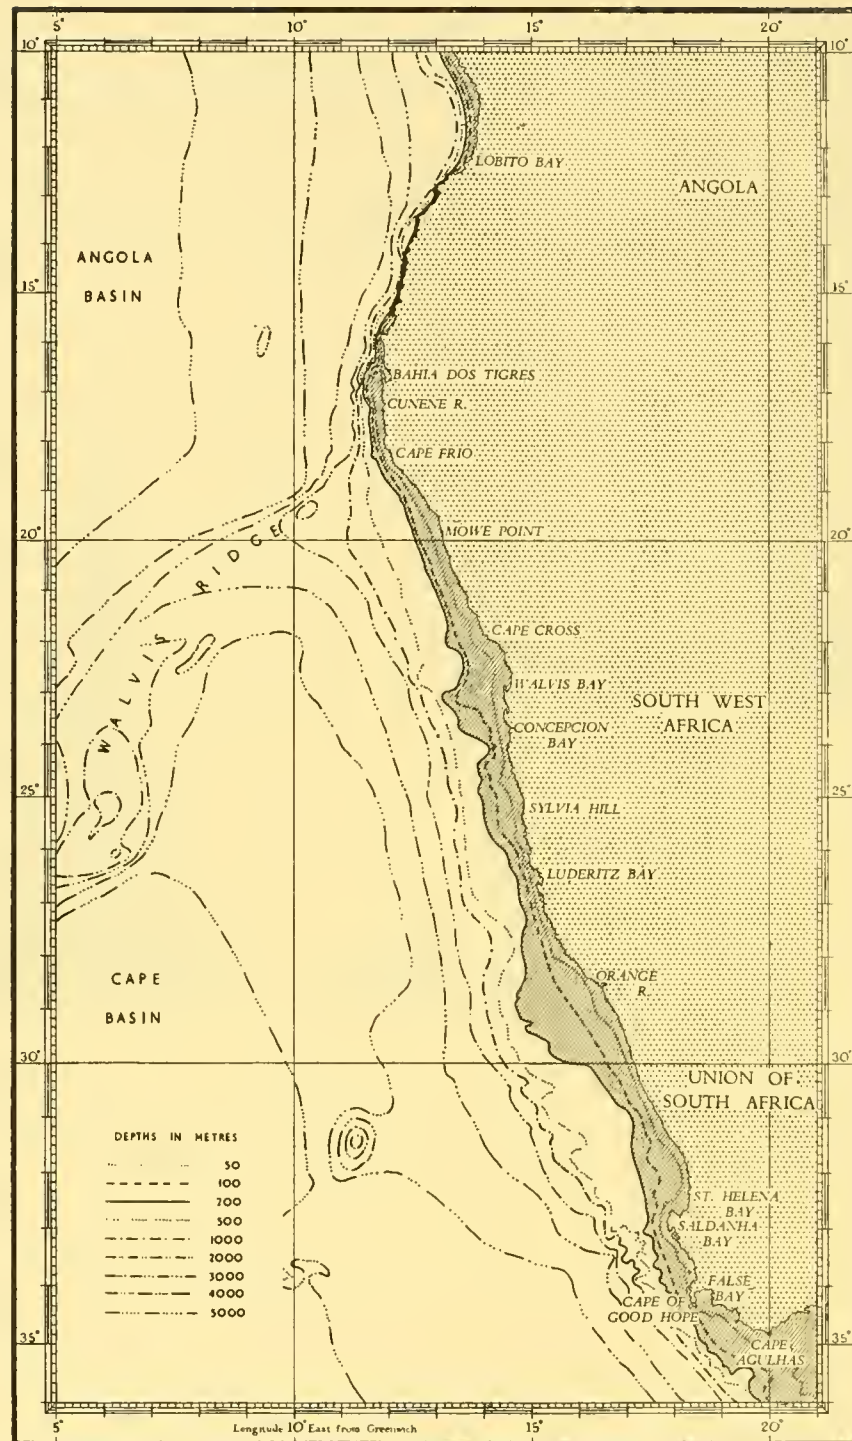 5° 10° 15° 20°
10° 10°
LOBITO BAY
ANGOLA
ANGOLA
BASIN
15° 15°
BAHIA DOS TIGRES
CUNENE R.
CAPE FRIO
MOWE POINT
20° 20°
WALVIS RIDGE
CAPE CROSS
WALVIS BAY
SOUTH WEST
AFRICA
CONCEPCION
BAY
25° 25°
SYLVIA HILL
LUDERITZ BAY
ORANGE
R.
CAPE
BASIN
30° 30°
UNION OF
SOUTH AFRICA
DEPTHS IN METRES
50
100
200
500
1000
2000
3000
4000
5000
ST. HELENA
BAY
SALDANHA
BAY
FALSE
BAY
CAPE OF
GOOD HOPE
CAPE
AGULHAS
35° 35°
5° 10° 15° 20°
Longitude East from Greenwich